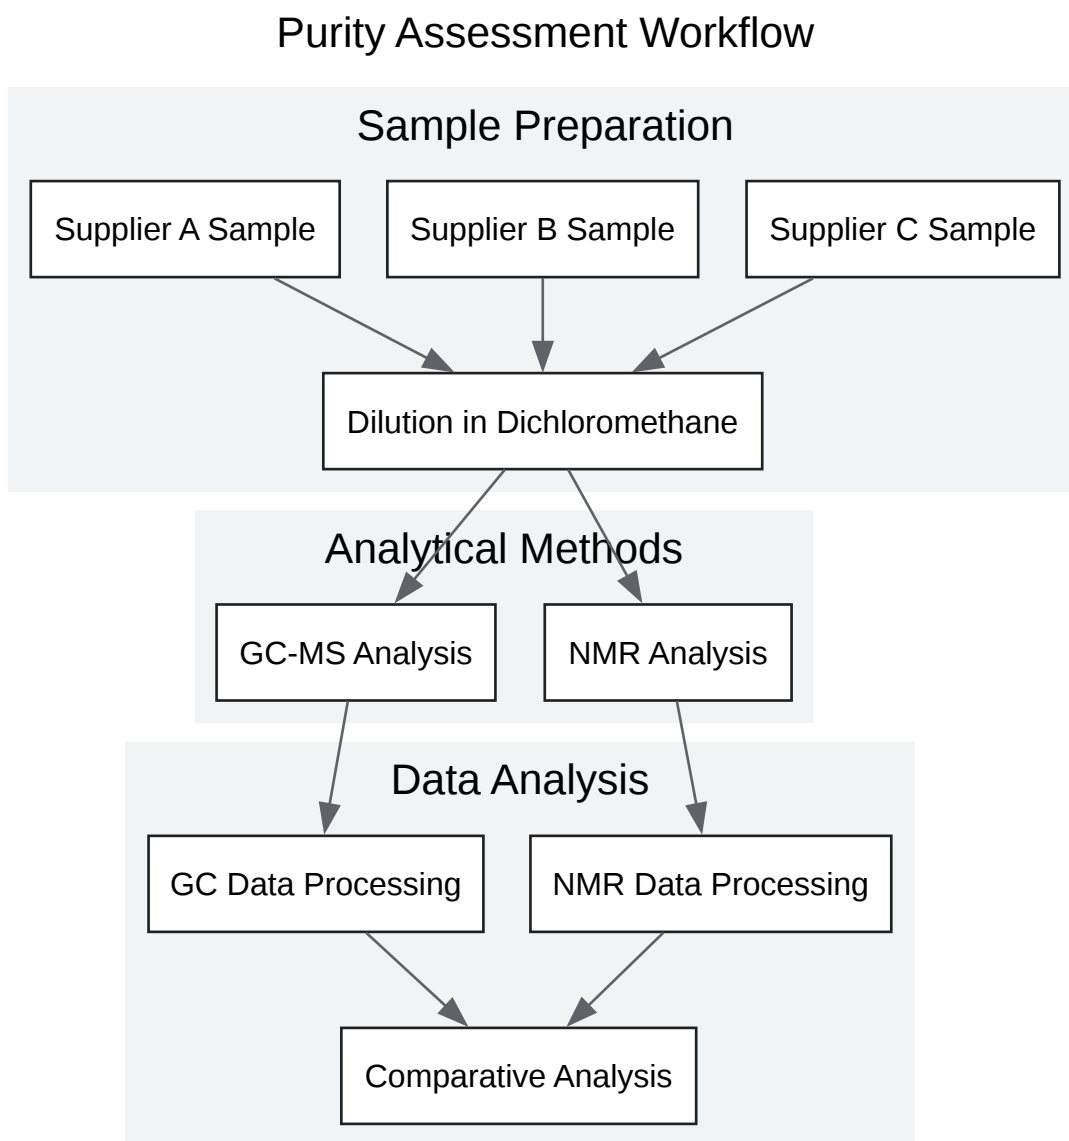 Purity Assessment Workflow
Sample Preparation
Supplier A Sample
Supplier B Sample
Supplier C Sample
Dilution in Dichloromethane
Analytical Methods
GC-MS Analysis
NMR Analysis
Data Analysis
GC Data Processing
NMR Data Processing
Comparative Analysis